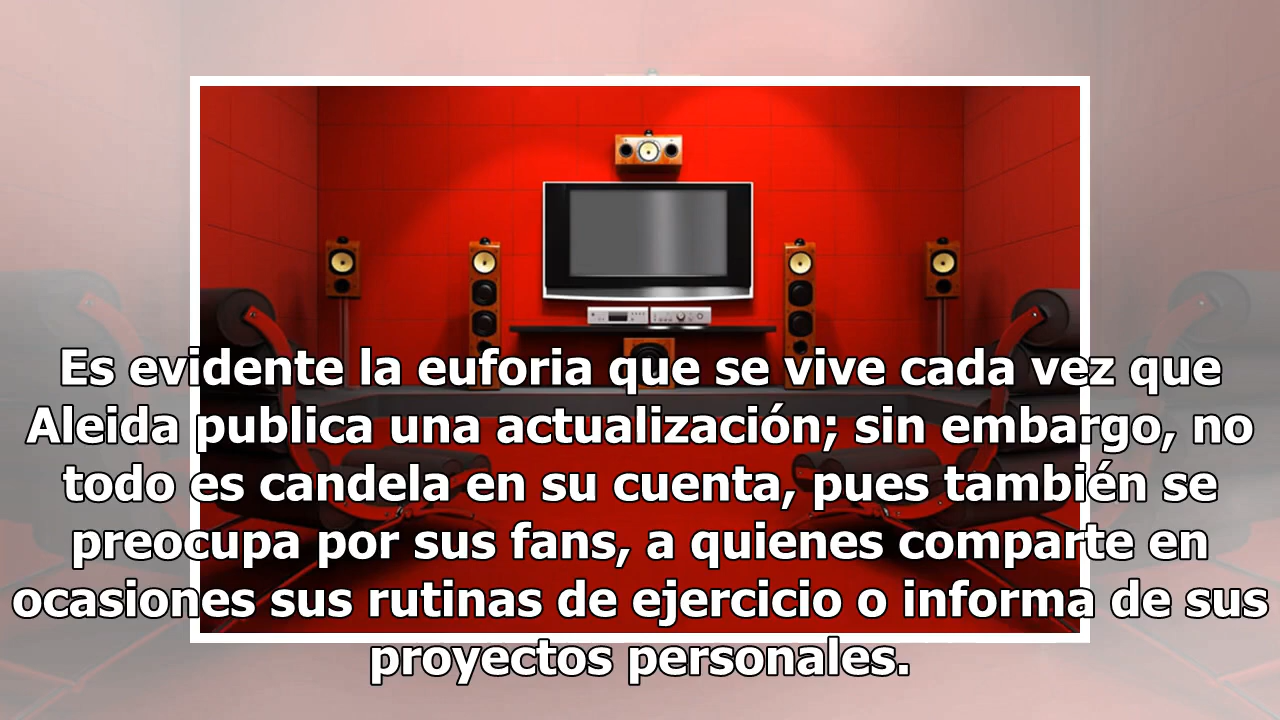 Es evidente la euforia que se vive cada vez que
Aleida publica una actualización; sin embargo, no
todo es candela en su cuenta, pues también se
preocupa por sus fans, a quienes comparte en
ocasiones sus rutinas de ejercicio o informa de sus
proyectos personales.